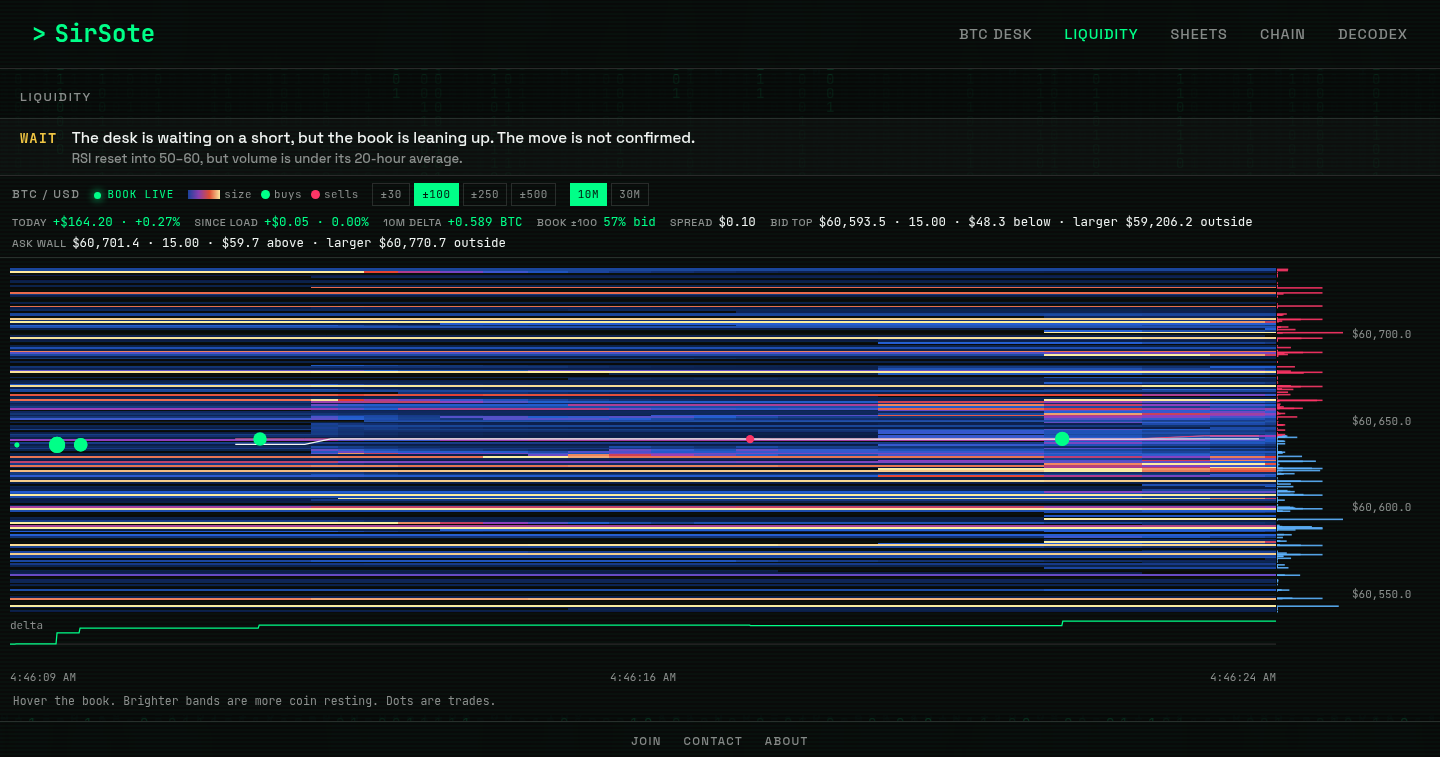 > SirSote
BTC DESK LIQUIDITY SHEETS CHAIN DECODEX
LIQUIDITY
WAIT The desk is waiting on a short, but the book is leaning up. The move is not confirmed.
RSI reset into 50–60, but volume is under its 20-hour average.
BTC / USD BOOK LIVE size buys sells ±30 ±100 ±250 ±500 10M 30M
TODAY +$164.20 · +0.27% SINCE LOAD +$0.05 · 0.00% 10M DELTA +0.589 BTC BOOK ±100 57% bid SPREAD $0.10 BID TOP $60,593.5 · 15.00 · $48.3 below · larger $59,206.2 outside
ASK WALL $60,701.4 · 15.00 · $59.7 above · larger $60,770.7 outside
$60,700.0
$60,650.0
$60,600.0
$60,550.0
delta
4:46:09 AM 4:46:16 AM 4:46:24 AM
Hover the book. Brighter bands are more coin resting. Dots are trades.
JOIN CONTACT ABOUT